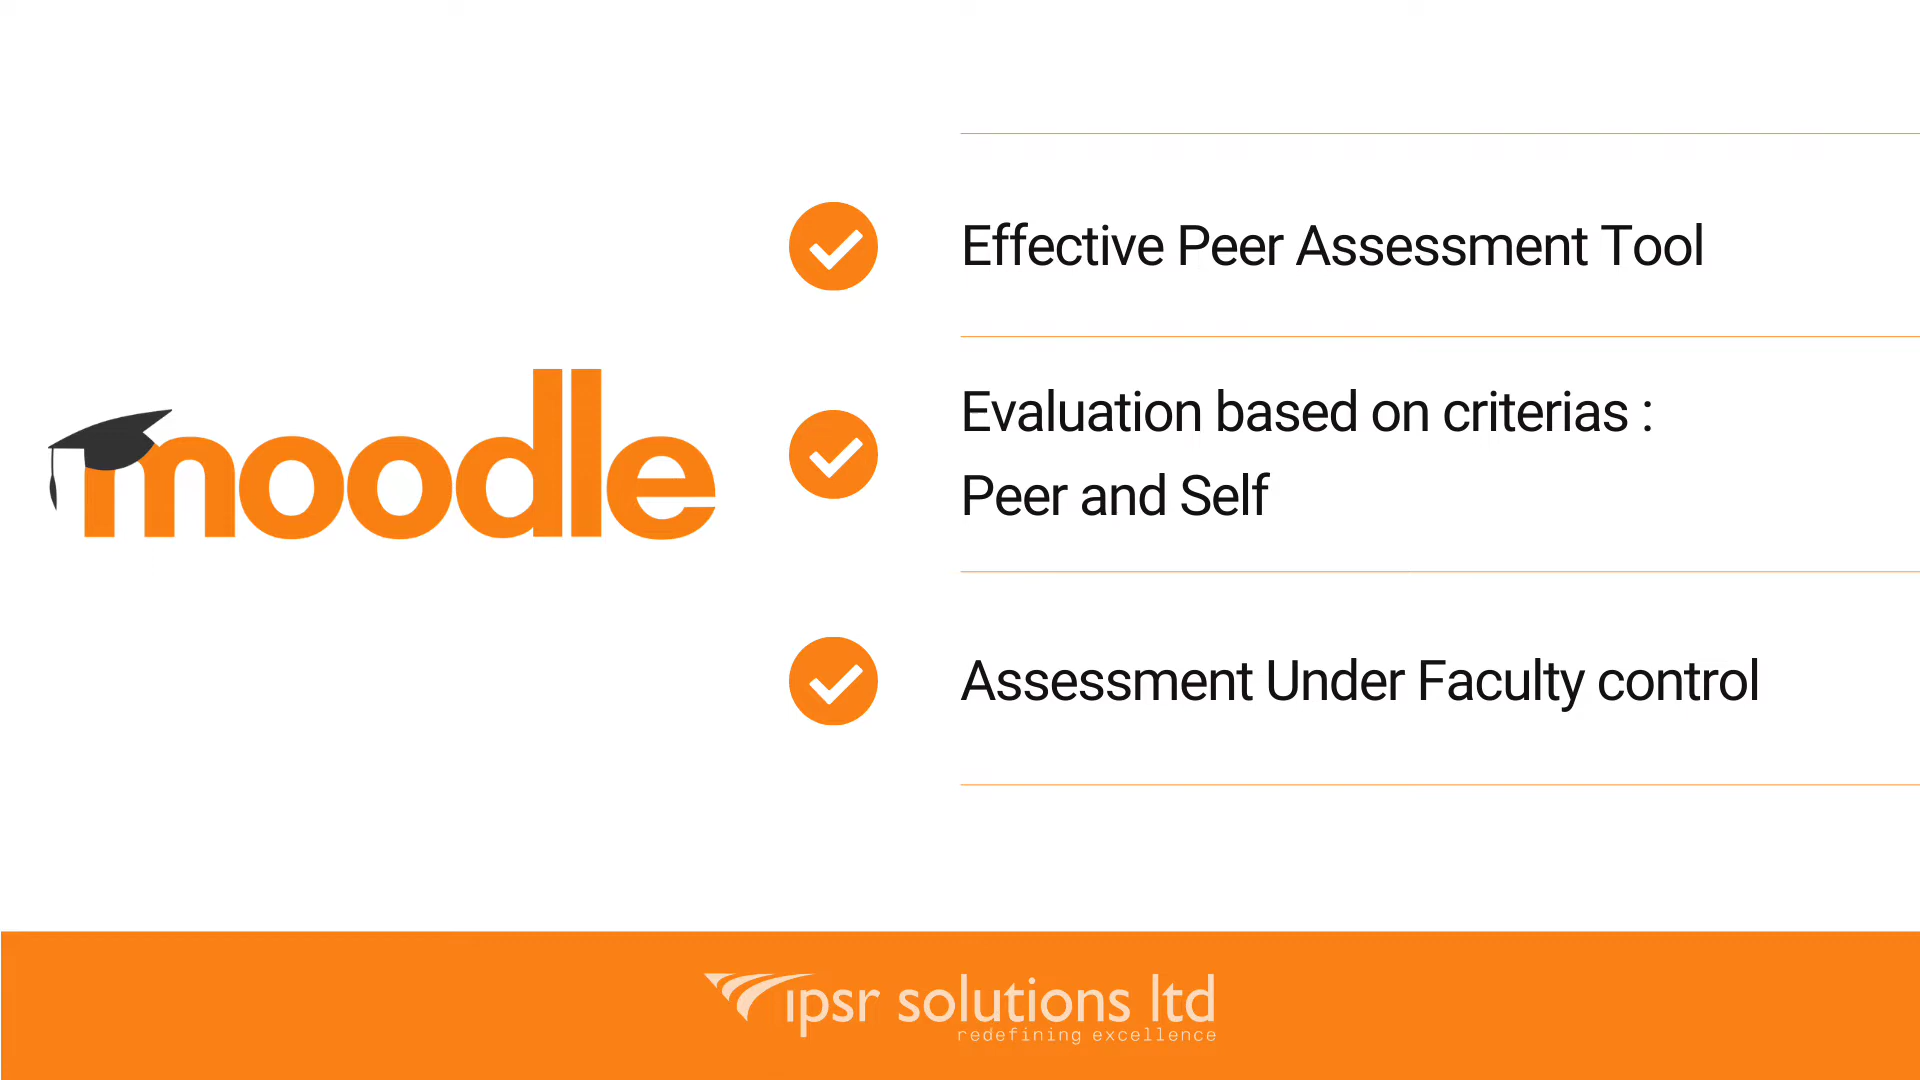 moodle
Effective Peer Assessment Tool
Evaluation based on criterias :
Peer and Self
Assessment Under Faculty control
ipsr solutions ltd
redefining excellence